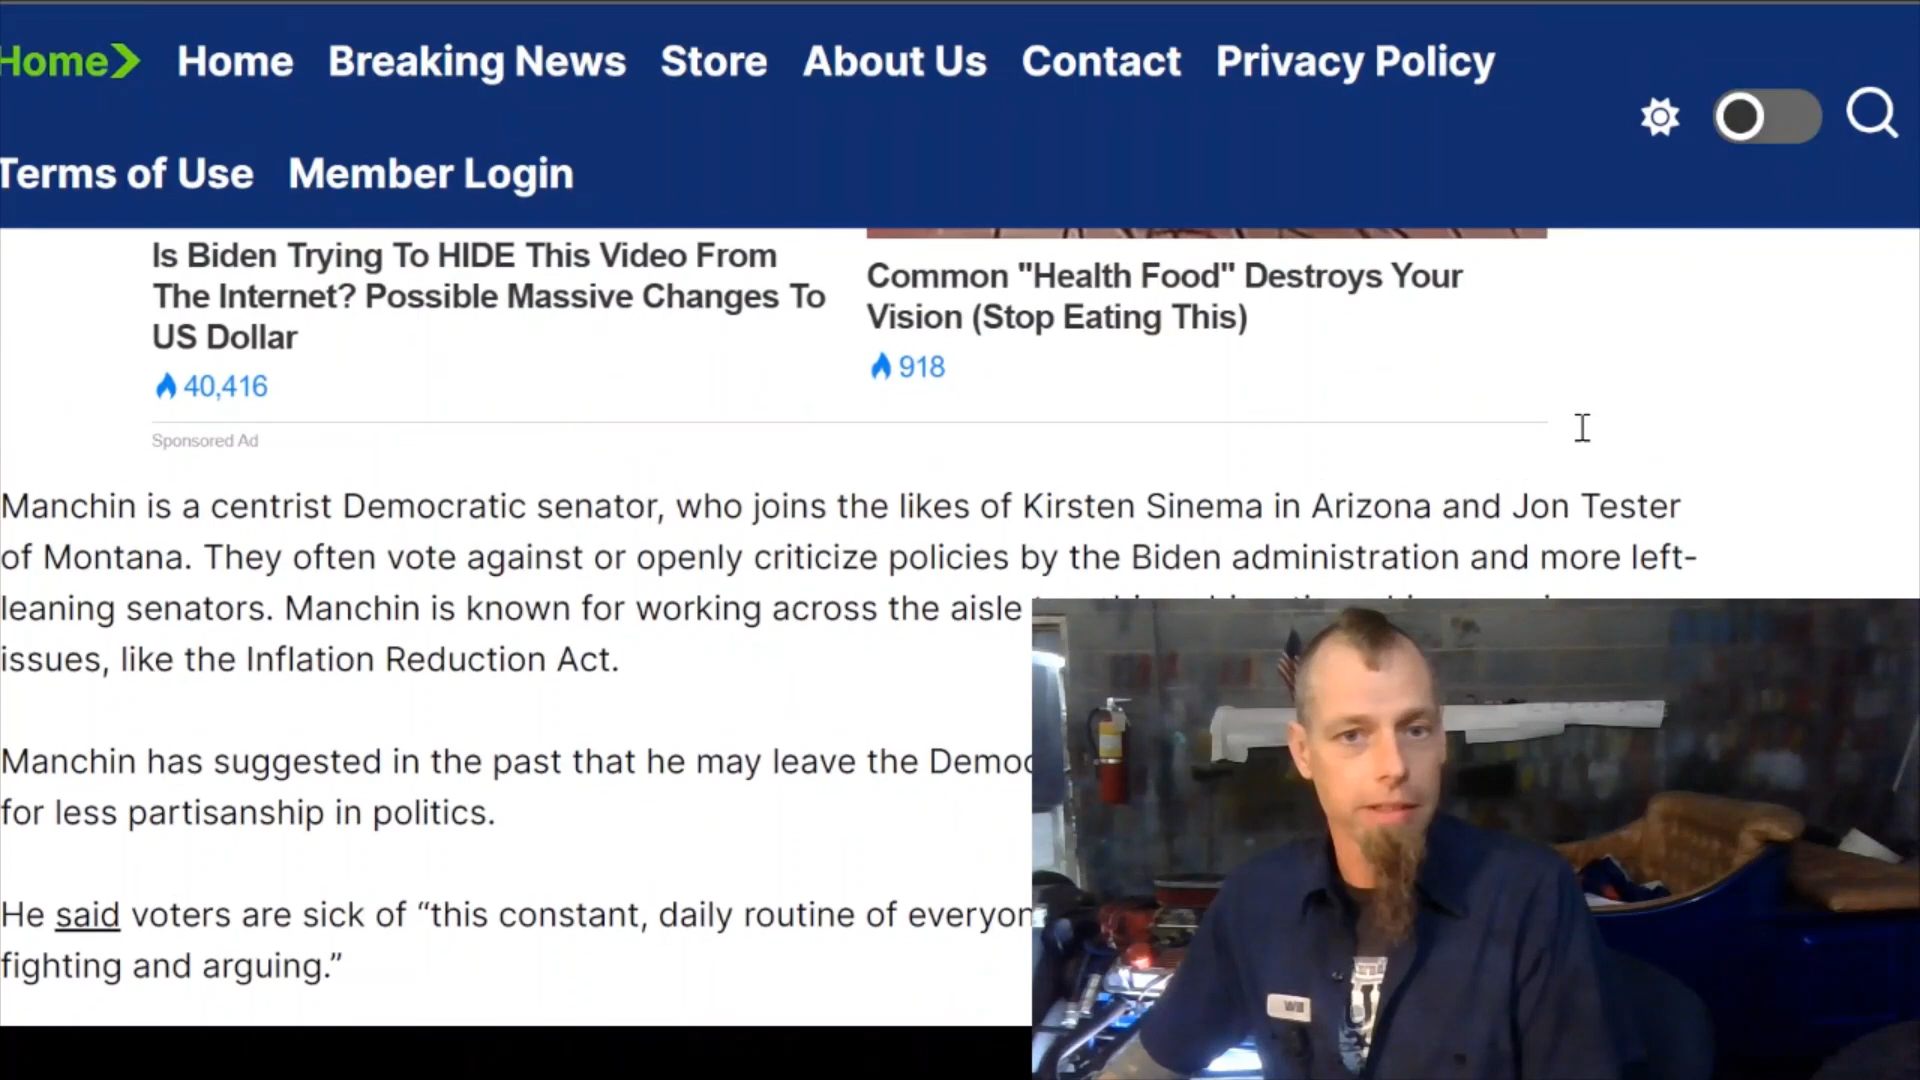 Home Home Breaking News Store About Us Contact Privacy Policy
Terms of Use Member Login
Is Biden Trying To HIDE This Video From
The Internet? Possible Massive Changes To
US Dollar
40,416
Common "Health Food" Destroys Your
Vision (Stop Eating This)
918
Sponsored Ad
Manchin is a centrist Democratic senator, who joins the likes of Kirsten Sinema in Arizona and Jon Tester
of Montana. They often vote against or openly criticize policies by the Biden administration and more left-
leaning senators. Manchin is known for working across the aisle
issues, like the Inflation Reduction Act.
Manchin has suggested in the past that he may leave the Democ
for less partisanship in politics.
He said voters are sick of “this constant, daily routine of everyon
fighting and arguing.”
Will